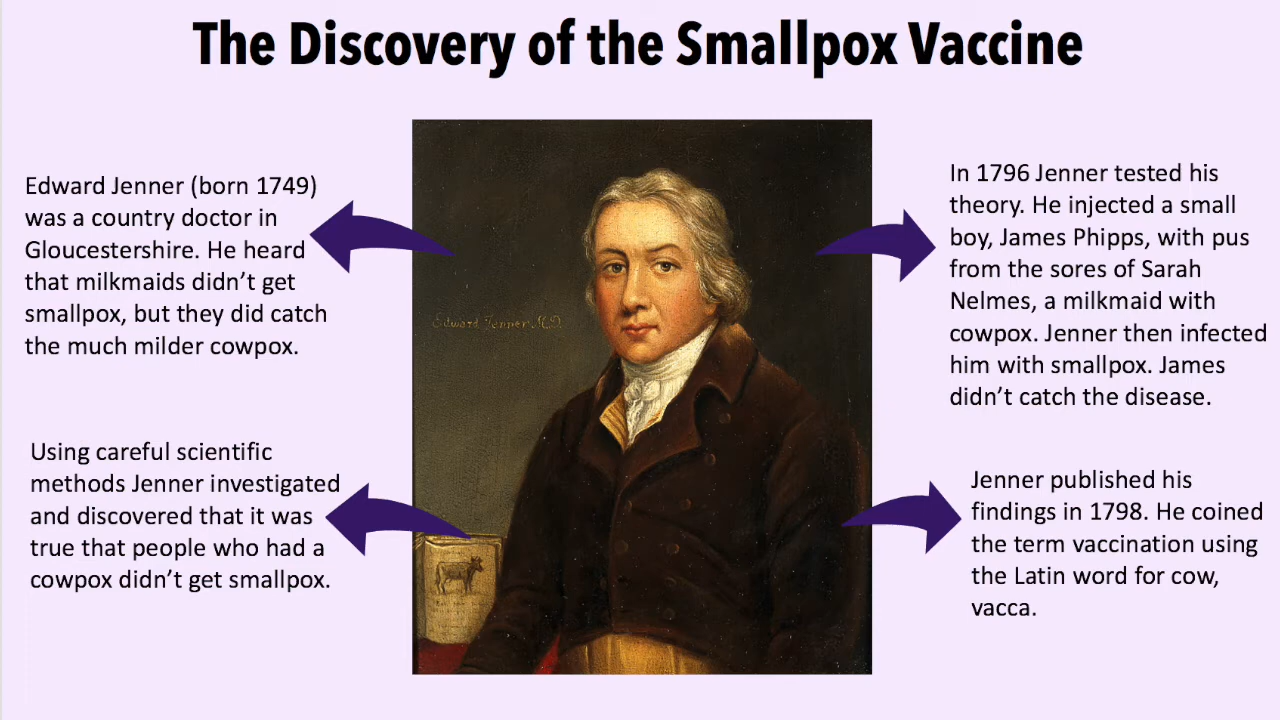 The Discovery of the Smallpox Vaccine
Edward Jenner (born 1749)
was a country doctor in
Gloucestershire. He heard
that milkmaids didn’t get
smallpox, but they did catch
the much milder cowpox.
Using careful scientific
methods Jenner investigated
and discovered that it was
true that people who had a
cowpox didn’t get smallpox.
Edward Jenner M.D.
In 1796 Jenner tested his
theory. He injected a small
boy, James Phipps, with pus
from the sores of Sarah
Nelmes, a milkmaid with
cowpox. Jenner then infected
him with smallpox. James
didn’t catch the disease.
Jenner published his
findings in 1798. He coined
the term vaccination using
the Latin word for cow,
vacca.